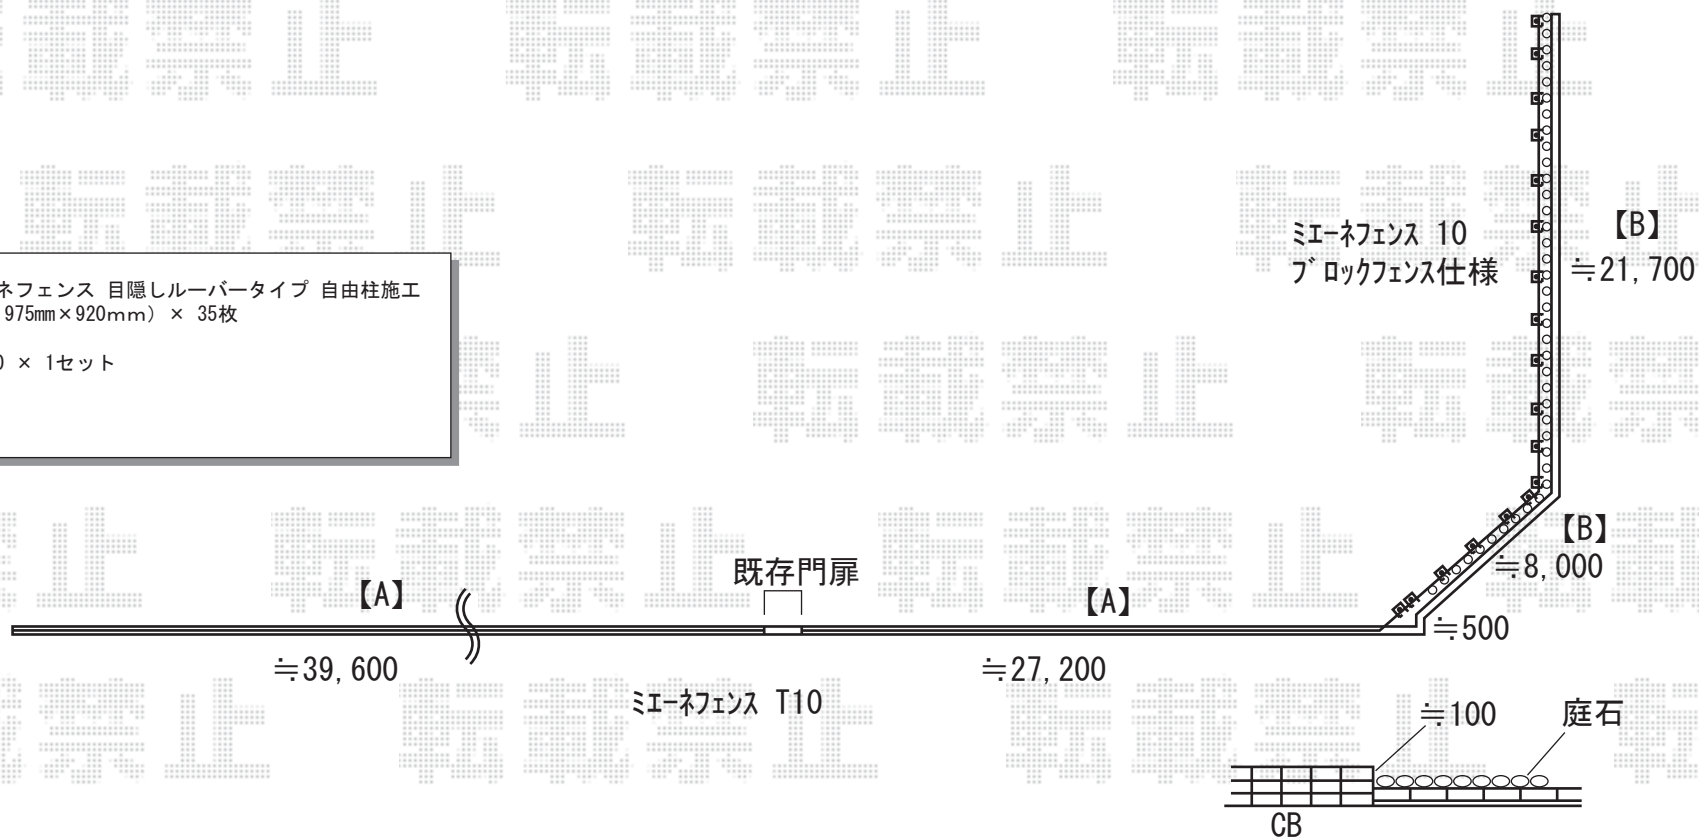 ネフェンス 目隠しルーバータイプ 自由柱施工
975mm×920mm) × 35枚
× 1セット
ミエーネフェンス 10
ブロックフェンス仕様
【B】
≒21,700
【B】
≒8,000
≒500
既存門扉
【A】
【A】
≒39,600
≒27,200
ミエーネフェンス T10
≒100
庭石
CB
転載禁止